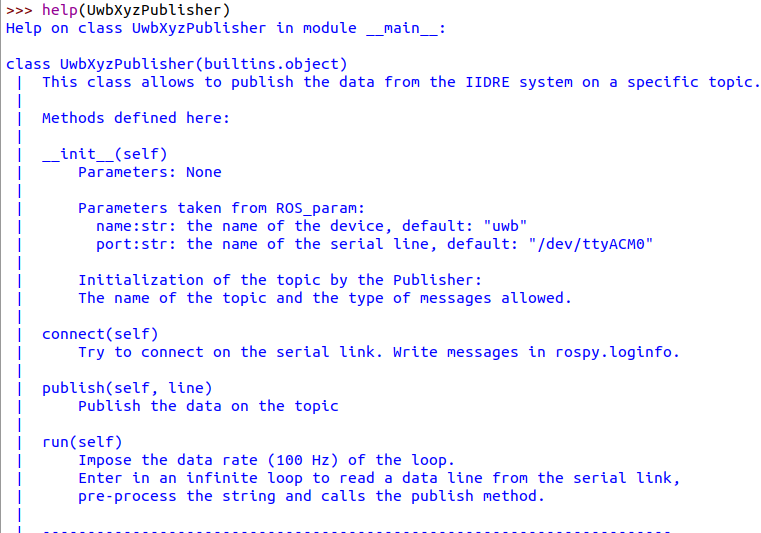 >>> help(UwbXyzPublisher)
Help on class UwbXyzPublisher in module __main__:

class UwbXyzPublisher(builtins.object)
 |  This class allows to publish the data from the IIDRE system on a specific topic.
 |
 |  Methods defined here:
 |
 |  __init__(self)
 |      Parameters: None
 |
 |      Parameters taken from ROS_param:
 |        name:str: the name of the device, default: "uwb"
 |        port:str: the name of the serial line, default: "/dev/ttyACM0"
 |
 |      Initialization of the topic by the Publisher:
 |      The name of the topic and the type of messages allowed.
 |
 |  connect(self)
 |      Try to connect on the serial link. Write messages in rospy.loginfo.
 |
 |  publish(self, line)
 |      Publish the data on the topic
 |
 |  run(self)
 |      Impose the data rate (100 Hz) of the loop.
 |      Enter in an infinite loop to read a data line from the serial link,
 |      pre-process the string and calls the publish method.
 |
 |  ----------------------------------------------------------------------